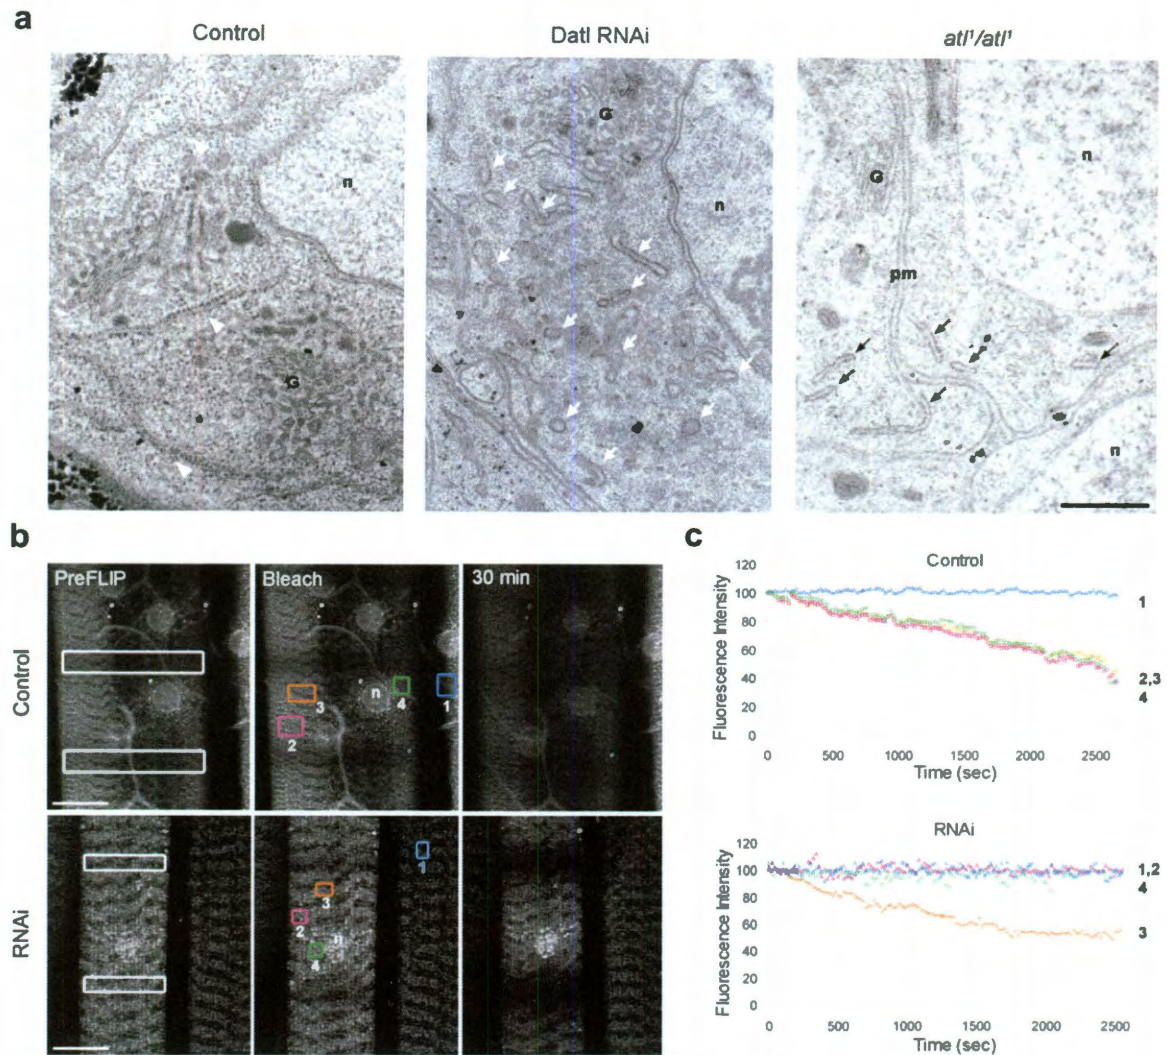 a
Control
Datl RNAi
atl¹/atl¹
n
G
G
n
G
n
pm
n
b
Control
PreFLIP
Bleach
30 min
n
3
4
1
2
RNAi
1
3
2
n
4
c
Control
Fluorescence Intensity
120
100
80
60
40
20
0
1
2,3
4
0 500 1000 1500 2000 2500
Time (sec)
RNAi
Fluorescence Intensity
120
100
80
60
40
20
0
1,2
4
3
0 500 1000 1500 2000 2500
Time (sec)